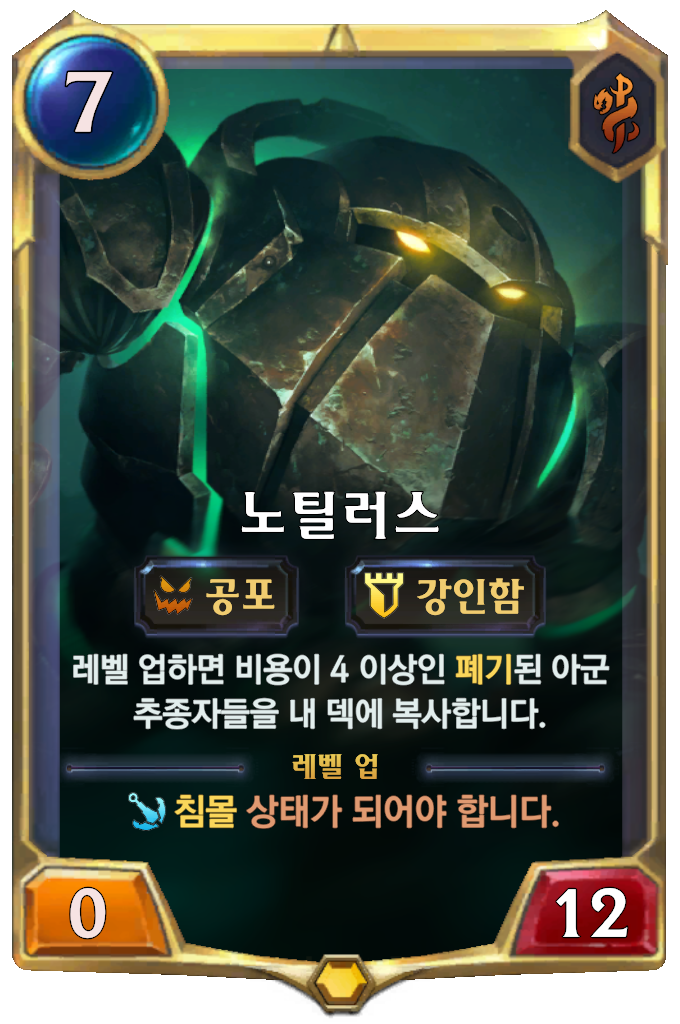 7
노틸러스
공포 강인함
레벨 업하면 비용이 4 이상인 폐기된 아군
추종자들을 내 덱에 복사합니다.
레벨 업
침몰 상태가 되어야 합니다.
0 12